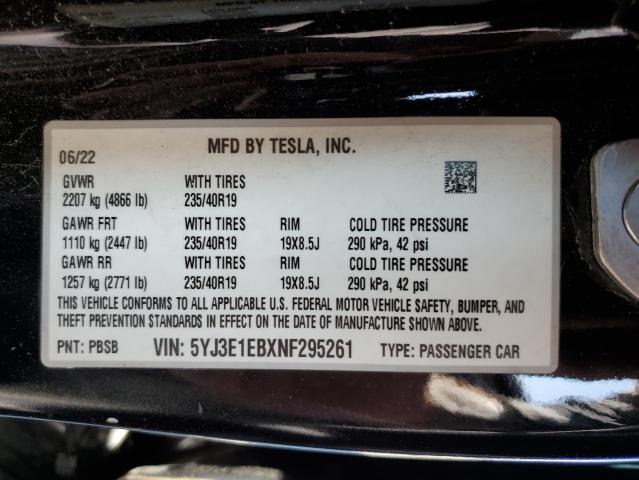 MFD BY TESLA, INC.
06/22
GVWR WITH TIRES
2207 kg (4866 lb) 235/40R19
GAWR FRT WITH TIRES RIM COLD TIRE PRESSURE
1110 kg (2447 lb) 235/40R19 19X8.5J 290 kPa, 42 psi
GAWR RR WITH TIRES RIM COLD TIRE PRESSURE
1257 kg (2771 lb) 235/40R19 19X8.5J 290 kPa, 42 psi
THIS VEHICLE CONFORMS TO ALL APPLICABLE U.S. FEDERAL MOTOR VEHICLE SAFETY, BUMPER, AND
THEFT PREVENTION STANDARDS IN EFFECT ON THE DATE OF MANUFACTURE SHOWN ABOVE.
PNT: PBSB VIN: 5YJ3E1EBXNF295261 TYPE: PASSENGER CAR